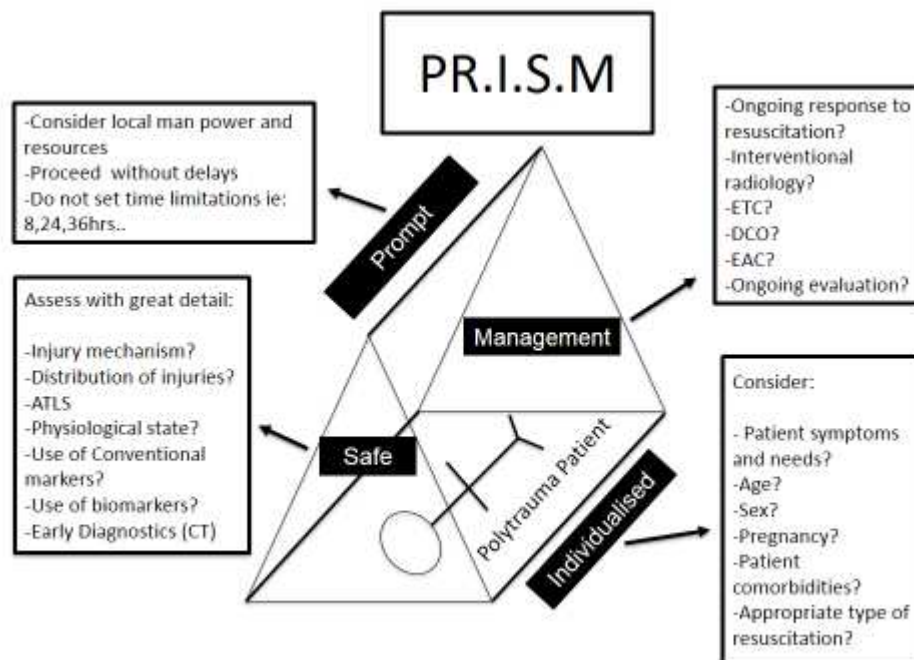 PR.I.S.M
-Consider local man power and
resources
-Proceed  without delays
-Do not set time limitations ie:
8,24,36hrs..
Prompt
-Ongoing response to
resuscitation?
-Interventional
radiology?
-ETC?
-DCO?
-EAC?
-Ongoing evaluation?
Management
Assess with great detail:
-Injury mechanism?
-Distribution of injuries?
-ATLS
-Physiological state?
-Use of Conventional
markers?
-Use of biomarkers?
-Early Diagnostics (CT)
Safe
Polytrauma Patient
Individualised
Consider:
- Patient symptoms
and needs?
-Age?
-Sex?
-Pregnancy?
-Patient
comorbidities?
-Appropriate type of
resuscitation?